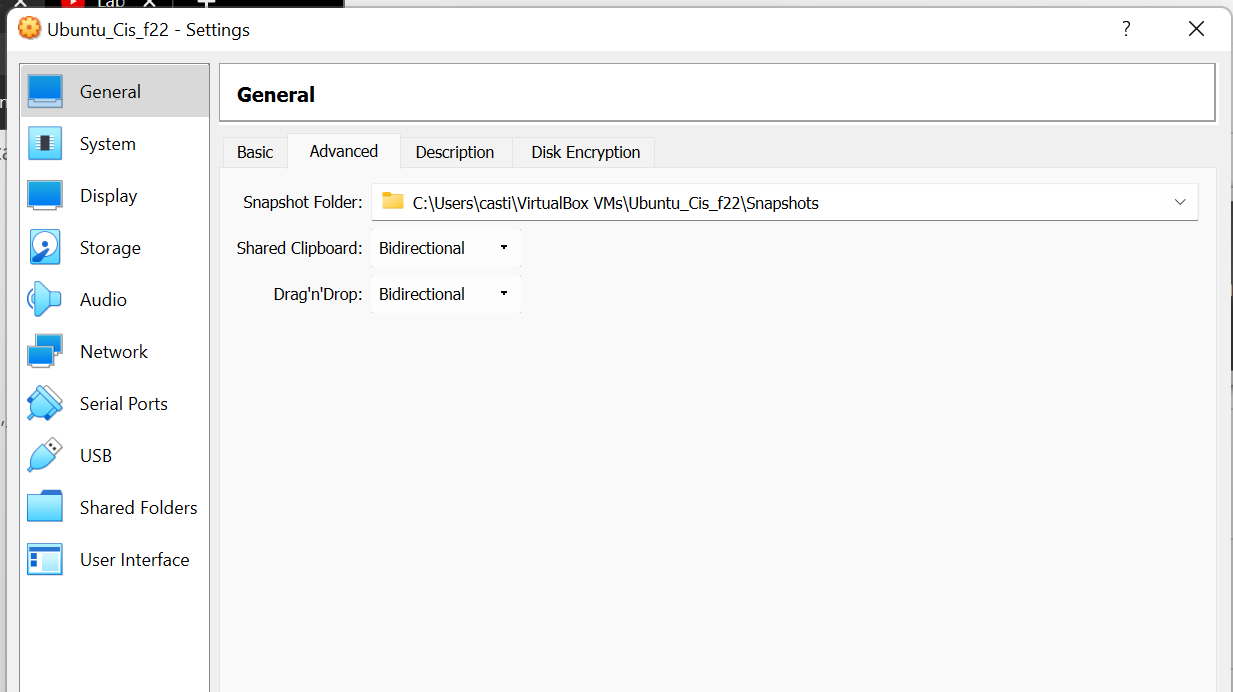 Lab
Ubuntu_Cis_f22 - Settings
?
General
System
Display
Storage
Audio
Network
Serial Ports
USB
Shared Folders
User Interface
General
Basic Advanced Description Disk Encryption
Snapshot Folder: C:\Users\casti\VirtualBox VMs\Ubuntu_Cis_f22\Snapshots
Shared Clipboard: Bidirectional
Drag'n'Drop: Bidirectional